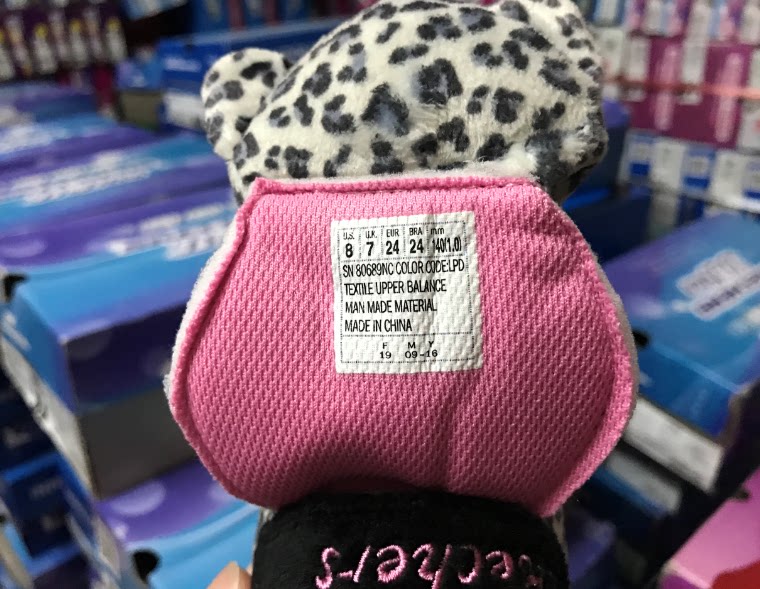 U.S. U.K. EUR BRA mm
8 7 24 24 140(1.0)
SN 80689NC COLOR CODE:LPD
TEXTILE UPPER BALANCE
MAN MADE MATERIAL
MADE IN CHINA
F M Y
19 09-16